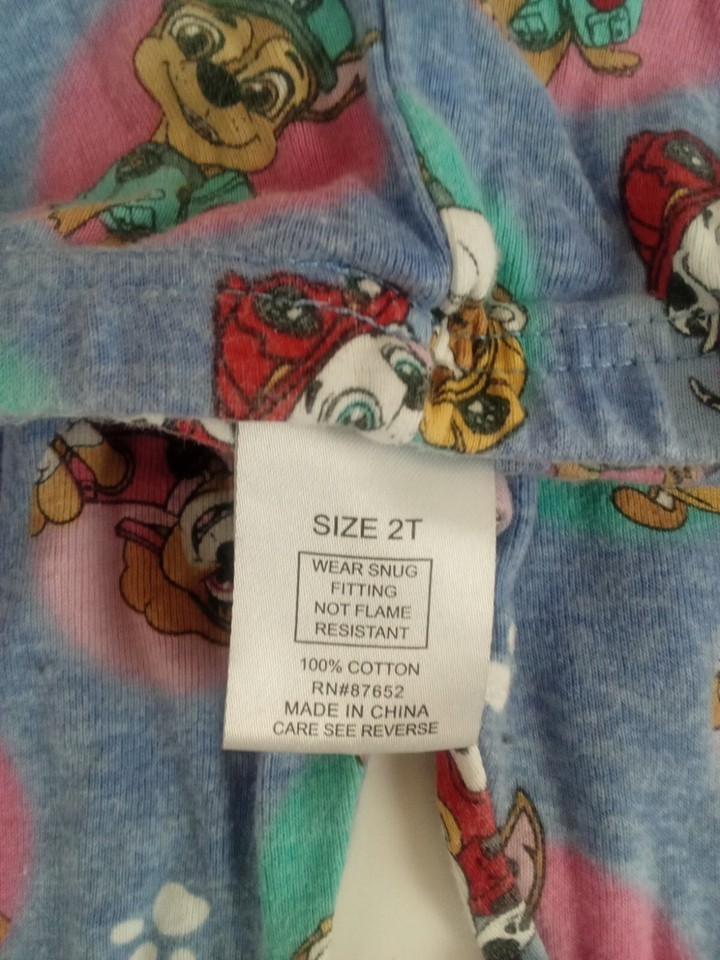 SIZE 2T
WEAR SNUG
FITTING
NOT FLAME
RESISTANT
100% COTTON
RN#87652
MADE IN CHINA
CARE SEE REVERSE